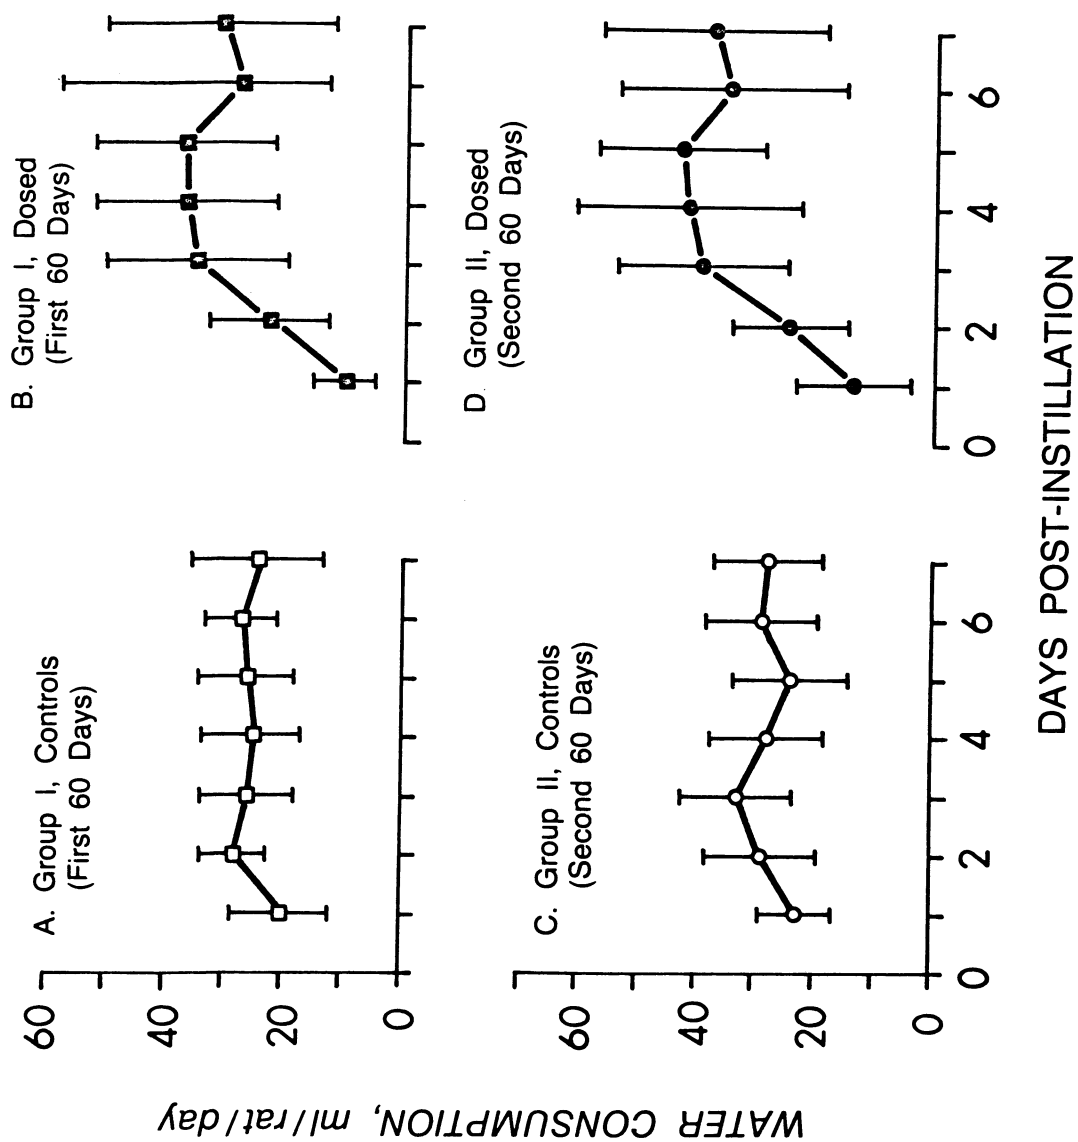 A. Group I, Controls
(First 60 Days)
B. Group I, Dosed
(First 60 Days)
60
40
20
0
C. Group II, Controls
(Second 60 Days)
D. Group II, Dosed
(Second 60 Days)
60
40
20
0
0 2 4 6
0 2 4 6
WATER CONSUMPTION, ml/rat/day
DAYS POST-INSTILLATION